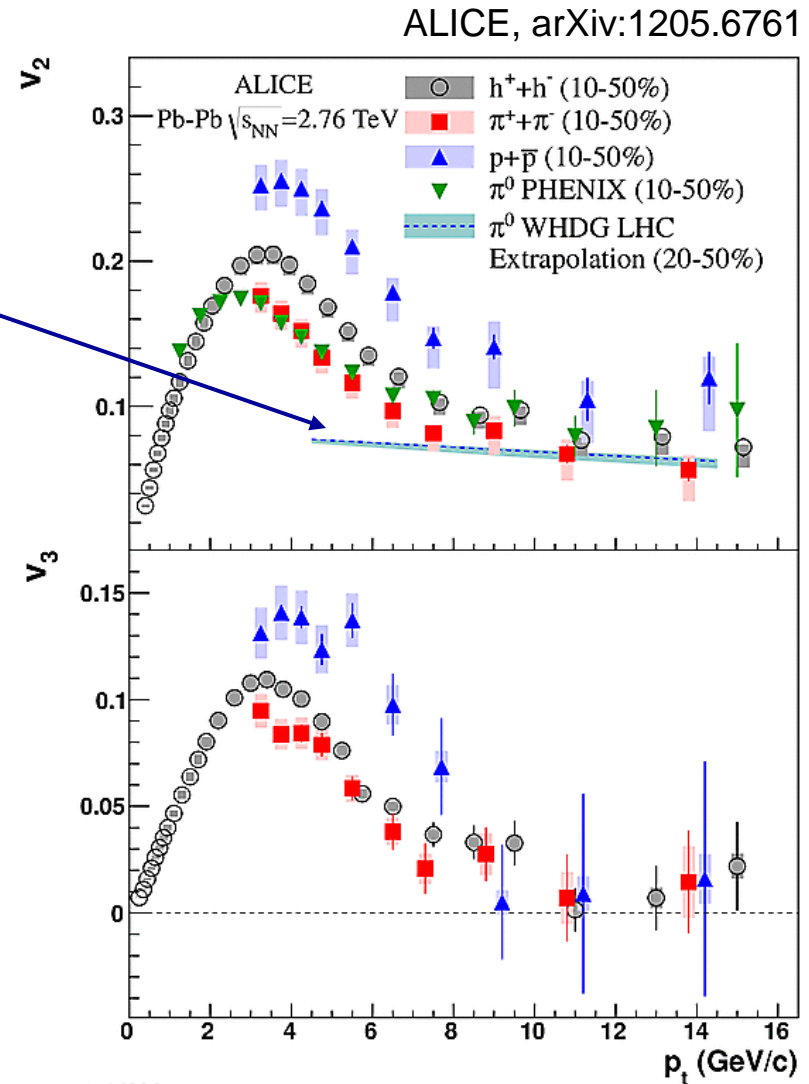 ALICE, arXiv:1205.6761
v2
ALICE
Pb-Pb √sNN=2.76 TeV
h⁺+h⁻ (10-50%)
π⁺+π⁻ (10-50%)
p+p̅ (10-50%)
π⁰ PHENIX (10-50%)
π⁰ WHDG LHC
Extrapolation (20-50%)
0.3
0.2
0.1
v3
0.15
0.1
0.05
0
0 2 4 6 8 10 12 14 16
pt (GeV/c)